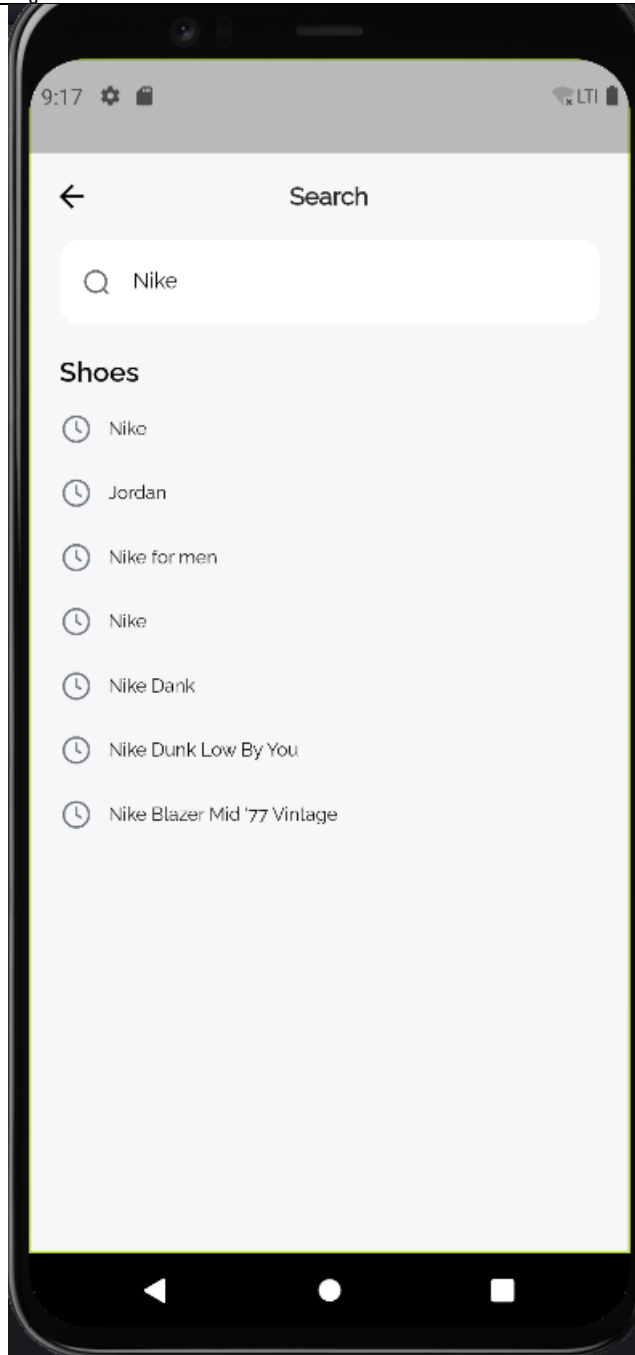 9:17 LTI
Search
Nike
Shoes
Nike
Jordan
Nike for men
Nike
Nike Dank
Nike Dunk Low By You
Nike Blazer Mid '77 Vintage